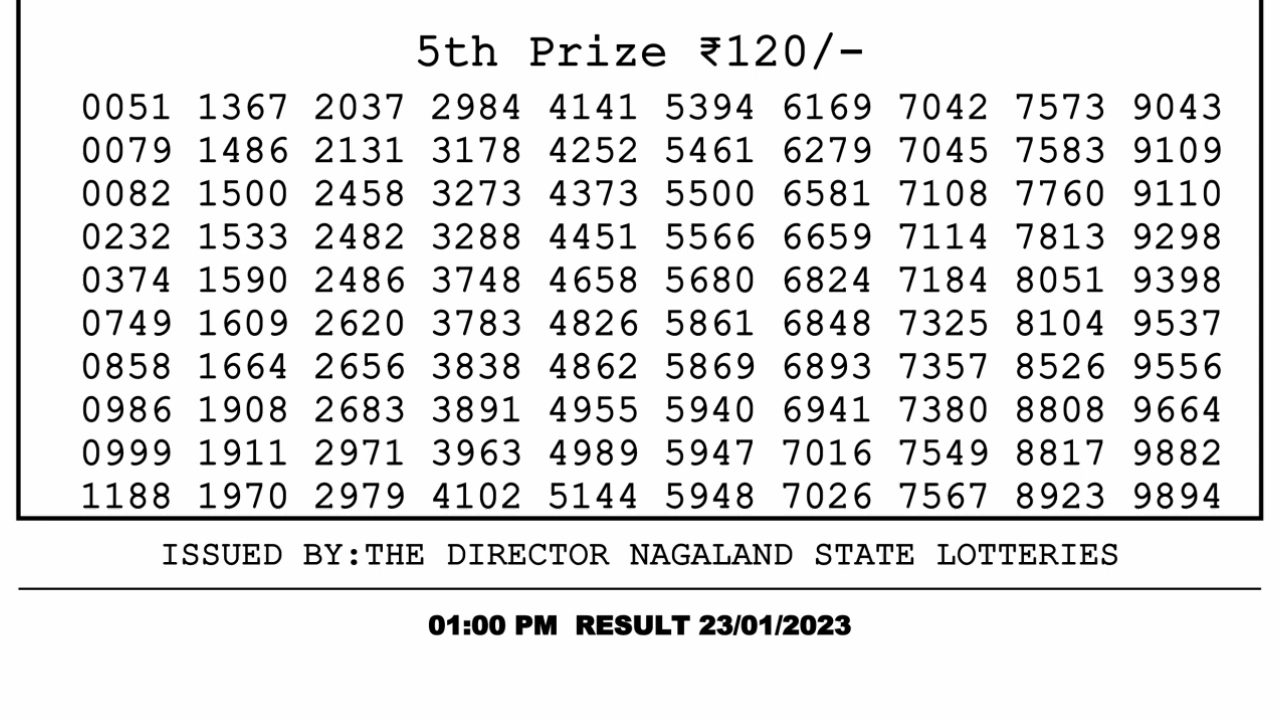 5th Prize ₹120/-
0051 1367 2037 2984 4141 5394 6169 7042 7573 9043
0079 1486 2131 3178 4252 5461 6279 7045 7583 9109
0082 1500 2458 3273 4373 5500 6581 7108 7760 9110
0232 1533 2482 3288 4451 5566 6659 7114 7813 9298
0374 1590 2486 3748 4658 5680 6824 7184 8051 9398
0749 1609 2620 3783 4826 5861 6848 7325 8104 9537
0858 1664 2656 3838 4862 5869 6893 7357 8526 9556
0986 1908 2683 3891 4955 5940 6941 7380 8808 9664
0999 1911 2971 3963 4989 5947 7016 7549 8817 9882
1188 1970 2979 4102 5144 5948 7026 7567 8923 9894
ISSUED BY:THE DIRECTOR NAGALAND STATE LOTTERIES
01:00 PM RESULT 23/01/2023